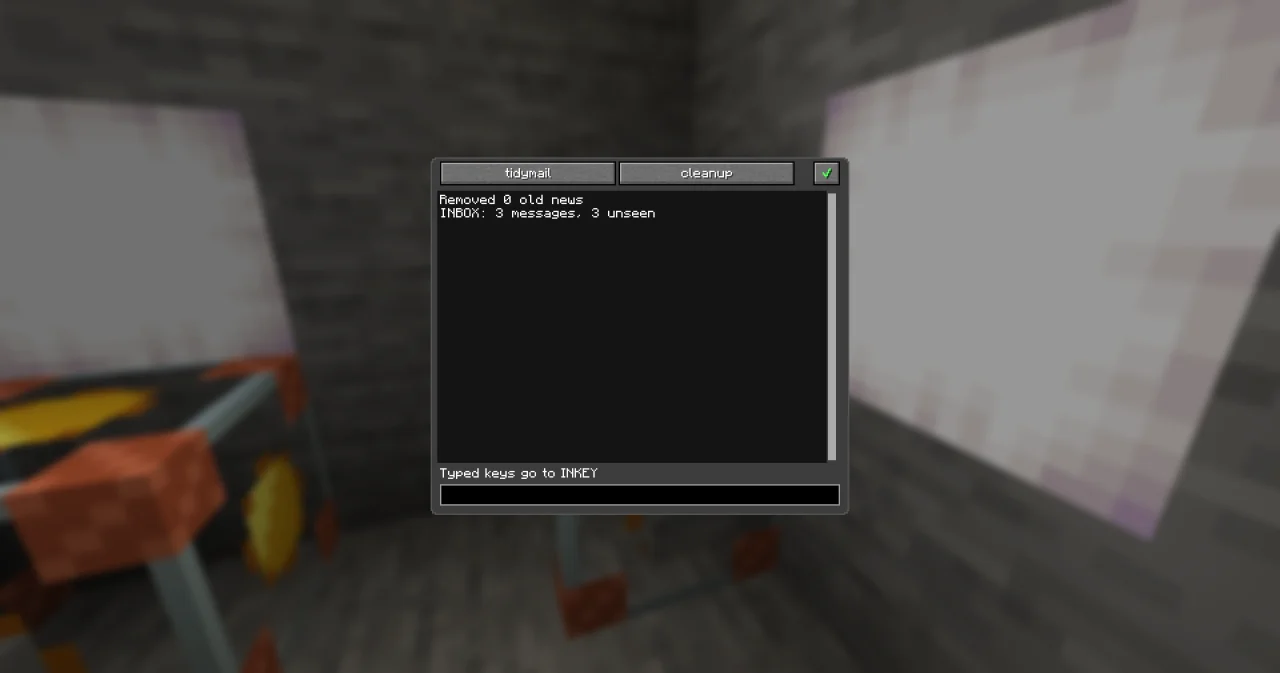 tidymail cleanup ✓
Removed 0 old news
INBOX: 3 messages, 3 unseen
Typed keys go to INKEY